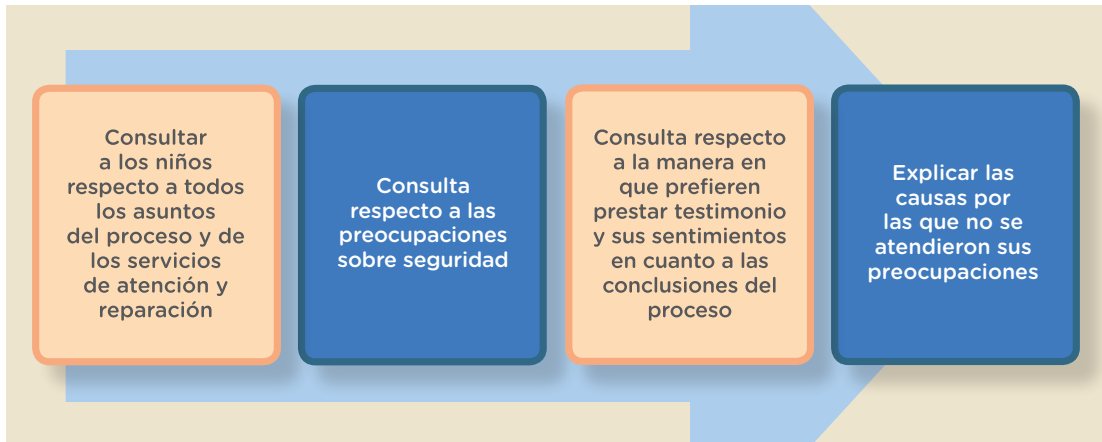 Consultar
a los niños
respecto a todos
los asuntos
del proceso y de
los servicios
de atención y
reparación
Consulta
respecto a las
preocupaciones
sobre seguridad
Consulta respecto
a la manera en
que prefieren
prestar testimonio
y sus sentimientos
en cuanto a las
conclusiones del
proceso
Explicar las
causas por
las que no se
atendieron sus
preocupaciones